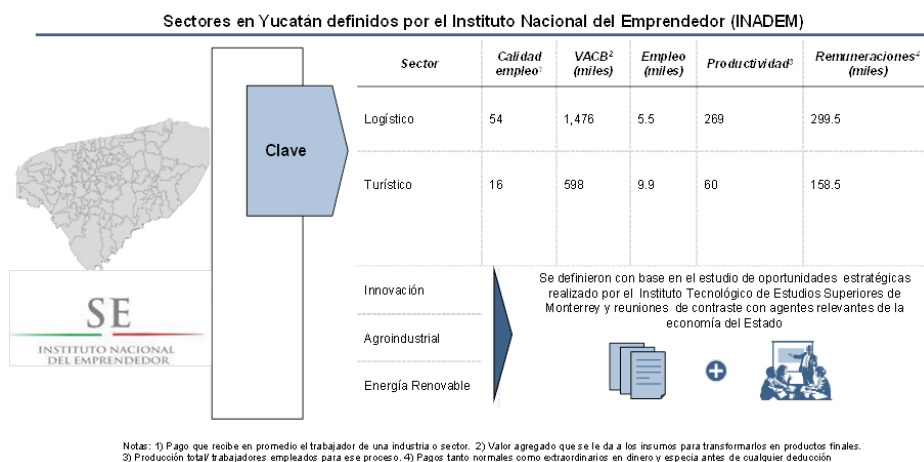 Sectores en Yucatán definidos por el Instituto Nacional del Emprendedor (INADEM)
Sector
Calidad empleo¹
VACB² (miles)
Empleo (miles)
Productividad³
Remuneraciones⁴ (miles)
Clave
Logístico 54 1,476 5.5 269 299.5
Turístico 16 598 9.9 60 158.5
SE
INSTITUTO NACIONAL
DEL EMPRENDEDOR
Innovación
Agroindustrial
Energía Renovable
Se definieron con base en el estudio de oportunidades estratégicas
realizado por el Instituto Tecnológico de Estudios Superiores de
Monterrey y reuniones de contraste con agentes relevantes de la
economía del Estado
Notas: 1) Pago que recibe en promedio el trabajador de una industria o sector. 2) Valor agregado que se le da a los insumos para transformarlos en productos finales.
3) Producción total/ trabajadores empleados para ese proceso. 4) Pagos tanto normales como extraordinarios en dinero y especia antes de cualquier deducción